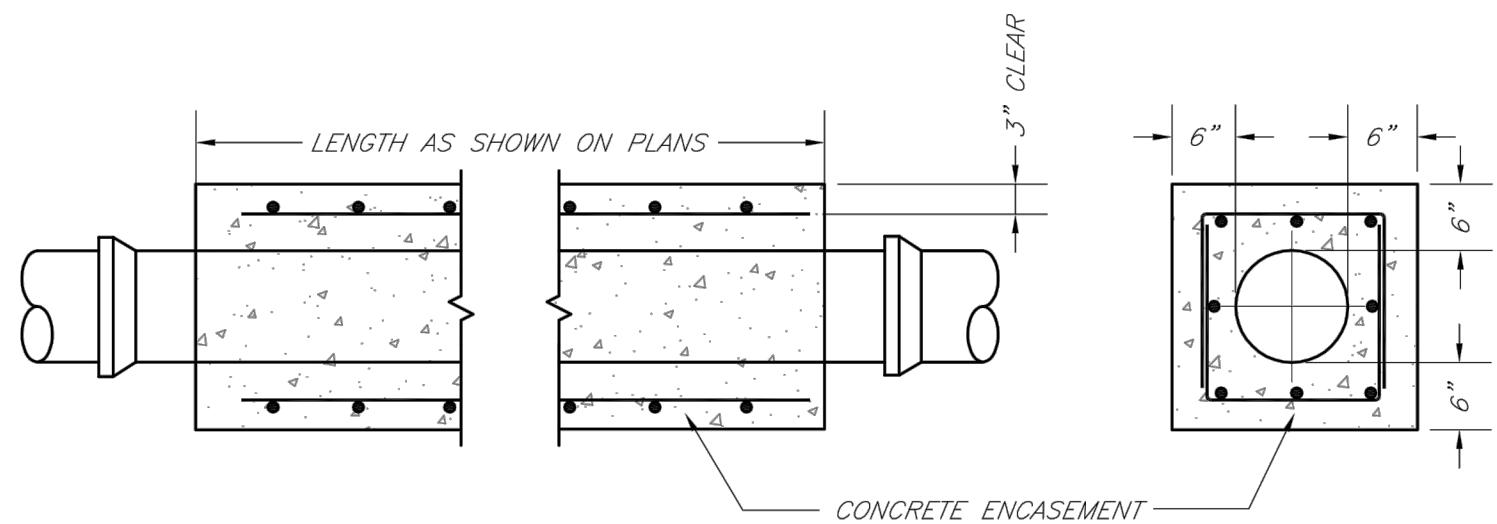 3" CLEAR
LENGTH AS SHOWN ON PLANS
6"
6"
6"
6"
CONCRETE ENCASEMENT